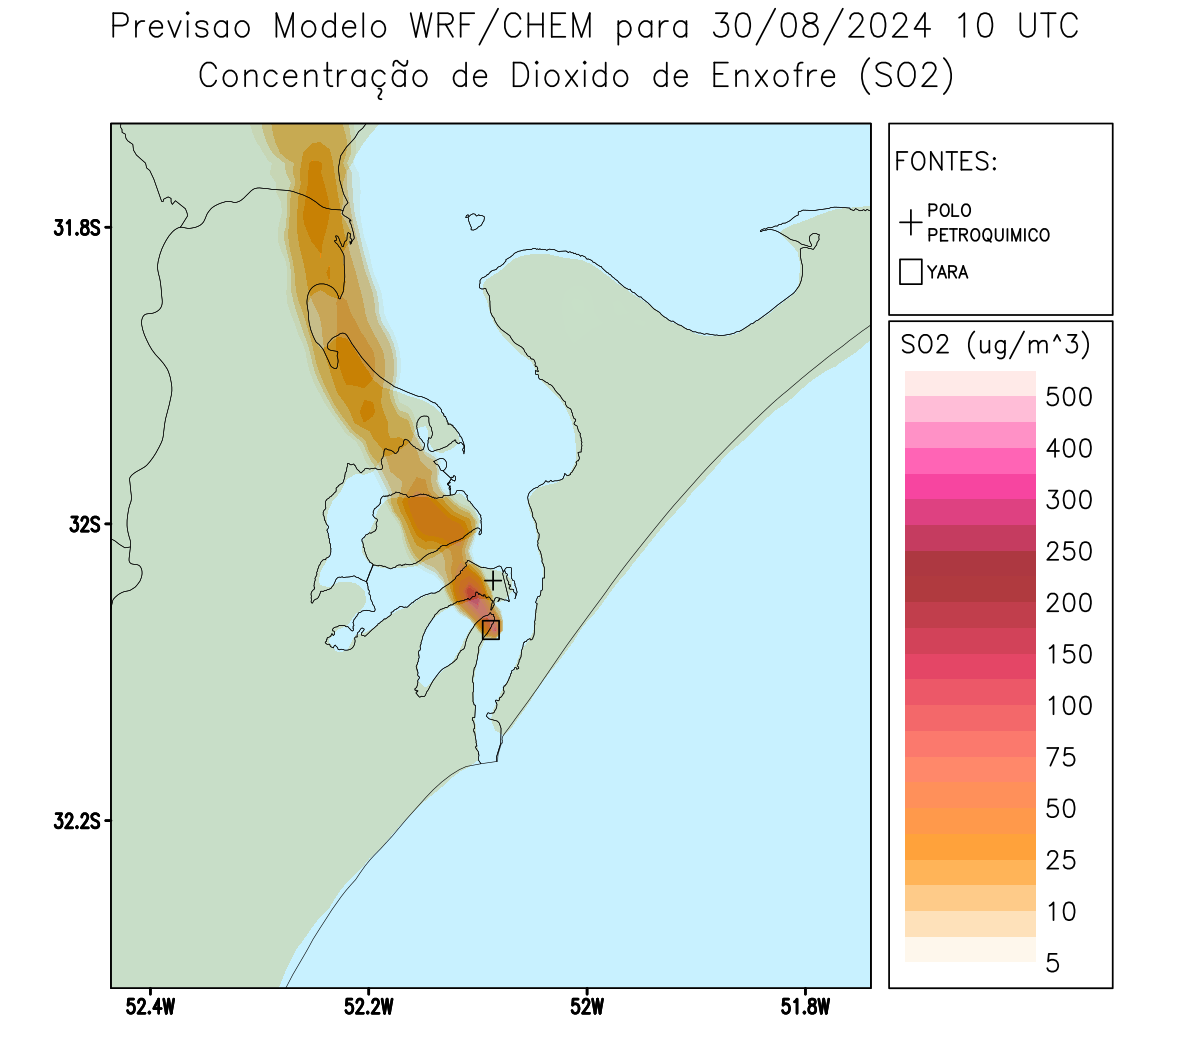 Previsao Modelo WRF/CHEM para 30/08/2024 10 UTC
Concentração de Dioxido de Enxofre (SO2)
FONTES:
POLO
PETROQUIMICO
YARA
SO2 (ug/m^3)
500
400
300
250
200
150
100
75
50
25
10
5
31.8S
32S
32.2S
52.4W
52.2W
52W
51.8W